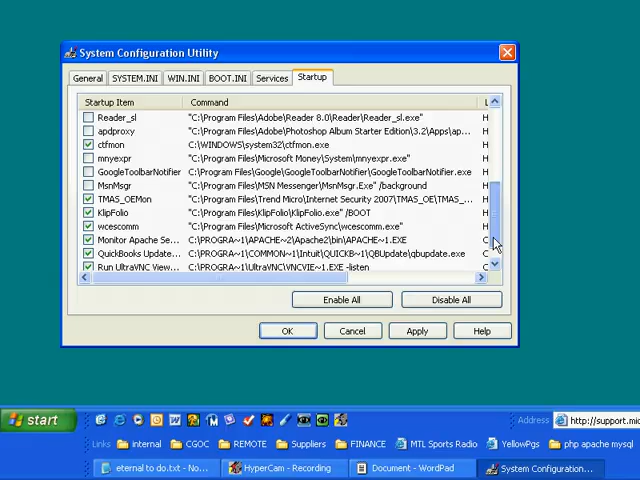 System Configuration Utility
General SYSTEM.INI WIN.INI BOOT.INI Services Startup
Startup Item Command L
Reader_sl "C:\Program Files\Adobe\Reader 8.0\Reader\Reader_sl.exe" H
apdproxy "C:\Program Files\Adobe\Photoshop Album Starter Edition\3.2\Apps\ap... H
ctfmon C:\WINDOWS\system32\ctfmon.exe H
mnyexpr "C:\Program Files\Microsoft Money\System\mnyexpr.exe" H
GoogleToolbarNotifier "C:\Program Files\Google\GoogleToolbarNotifier\GoogleToolbarNotifier.exe H
MsnMsgr "C:\Program Files\MSN Messenger\MsnMsgr.Exe" /background H
TMAS_OEMon "C:\Program Files\Trend Micro\Internet Security 2007\TMAS_OE\TMAS_... H
KlipFolio "C:\Program Files\KlipFolio\KlipFolio.exe" /BOOT H
wcescomm "C:\Program Files\Microsoft ActiveSync\wcescomm.exe" H
Monitor Apache Se... C:\PROGRA~1\APACHE~2\Apache2\bin\APACHE~1.EXE C
QuickBooks Update... C:\PROGRA~1\COMMON~1\Intuit\QUICKB~1\QBUpdate\qbupdate.exe C
Run UltraVNC View... C:\PROGRA~1\UltraVNC\VNCVIE~1.EXE -listen C
Enable All Disable All
OK Cancel Apply Help
start Address http://support.mic
Links internal CGOC REMOTE Suppliers FINANCE MTL Sports Radio YellowPgs php apache mysql
eternal to do.txt - No... HyperCam - Recording Document - WordPad System Configuration...